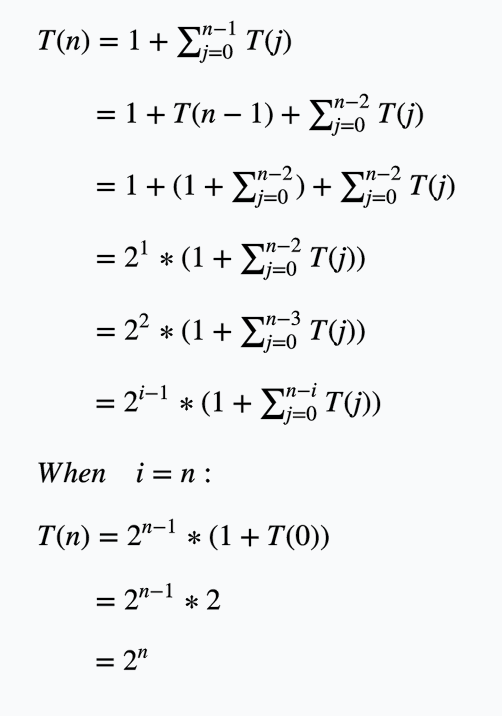 T(n) = 1 + ∑_{j=0}^{n−1} T(j)
= 1 + T(n − 1) + ∑_{j=0}^{n−2} T(j)
= 1 + (1 + ∑_{j=0}^{n−2}) + ∑_{j=0}^{n−2} T(j)
= 2^1 ∗ (1 + ∑_{j=0}^{n−2} T(j))
= 2^2 ∗ (1 + ∑_{j=0}^{n−3} T(j))
= 2^{i−1} ∗ (1 + ∑_{j=0}^{n−i} T(j))
When i = n :
T(n) = 2^{n−1} ∗ (1 + T(0))
= 2^{n−1} ∗ 2
= 2^n